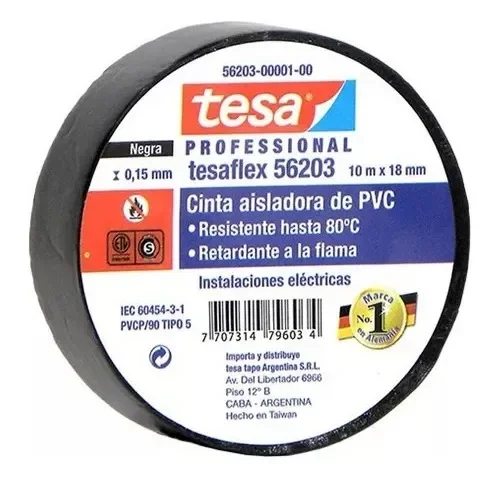 56203-00001-00
tesa
Negra
PROFESSIONAL
x 0,15 mm
tesaflex 56203
10 m x 18 mm
Cinta aisladora de PVC
• Resistente hasta 80ºC
• Retardante a la flama
ETL
S
Instalaciones eléctricas
IEC 60454-3-1
PVCP/90 TIPO 5
7 707314 79603 4
Marca
No. 1
en Alemania
Importa y distribuye
tesa tape Argentina S.R.L.
Av. Del Libertador 6966
Piso 12° B
CABA - ARGENTINA
Hecho en Taiwan